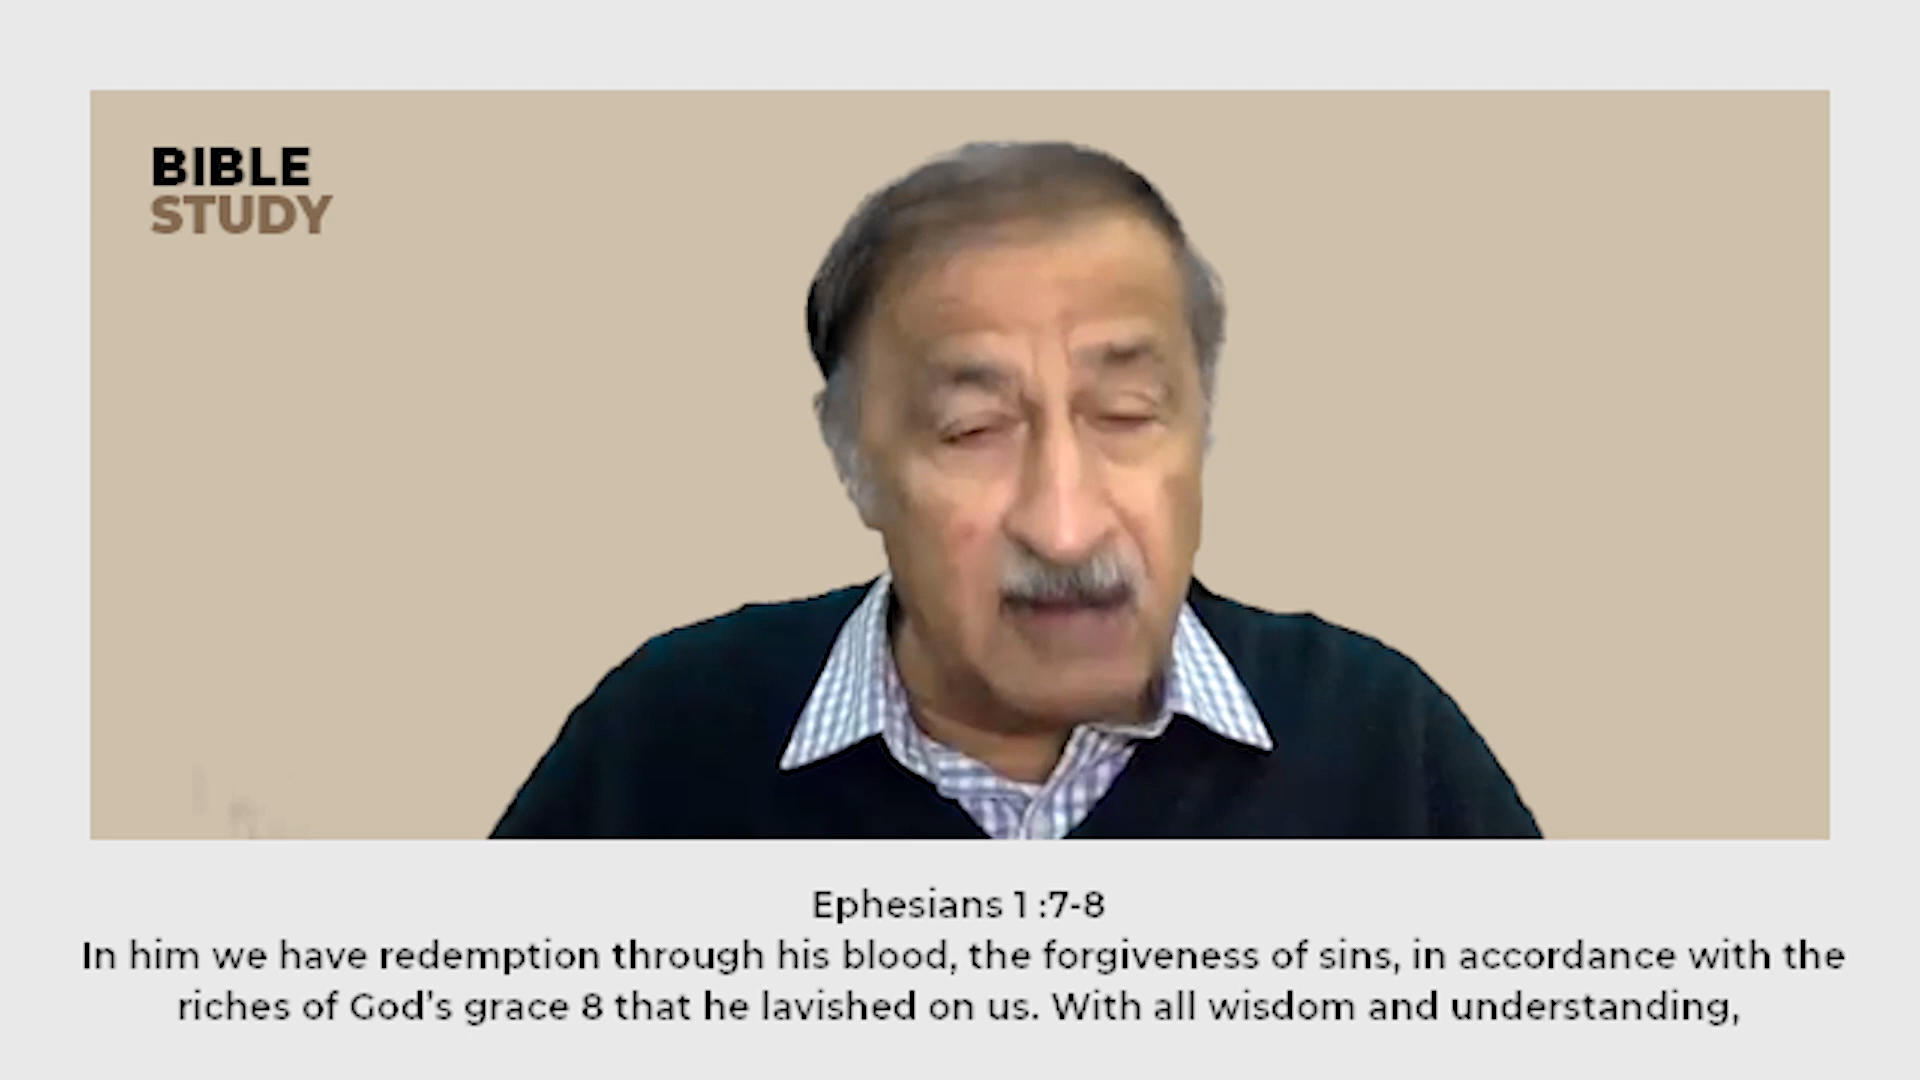 BIBLE
STUDY
Ephesians 1 :7-8
In him we have redemption through his blood, the forgiveness of sins, in accordance with the
riches of God's grace 8 that he lavished on us. With all wisdom and understanding,